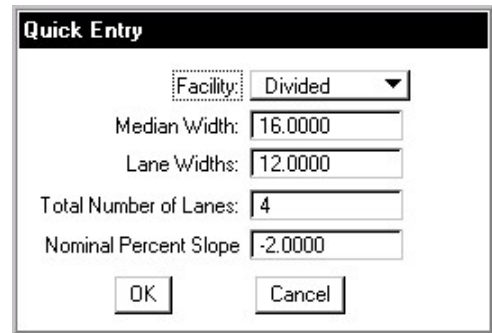 Quick Entry
Facility: Divided
Median Width: 16.0000
Lane Widths: 12.0000
Total Number of Lanes: 4
Nominal Percent Slope -2.0000
OK Cancel